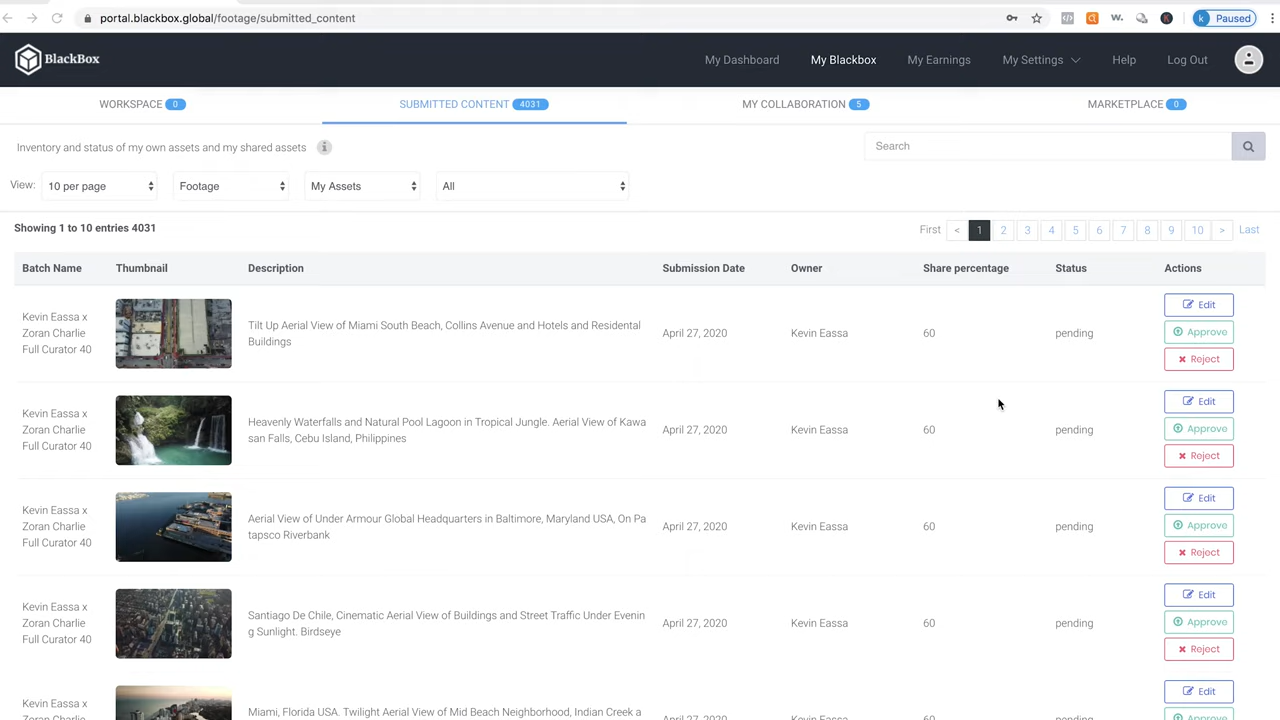 portal.blackbox.global/footage/submitted_content
W.
K
k Paused
BlackBox
My Dashboard My Blackbox My Earnings My Settings Help Log Out
WORKSPACE 0 SUBMITTED CONTENT 4031 MY COLLABORATION 5 MARKETPLACE 0
Inventory and status of my own assets and my shared assets i
Search
View: 10 per page Footage My Assets All
Showing 1 to 10 entries 4031
First < 1 2 3 4 5 6 7 8 9 10 > Last
Batch Name Thumbnail Description Submission Date Owner Share percentage Status Actions
Kevin Eassa x
Zoran Charlie
Full Curator 40
Tilt Up Aerial View of Miami South Beach, Collins Avenue and Hotels and Residental
Buildings
April 27, 2020 Kevin Eassa 60 pending
Edit
Approve
Reject
Kevin Eassa x
Zoran Charlie
Full Curator 40
Heavenly Waterfalls and Natural Pool Lagoon in Tropical Jungle. Aerial View of Kawa
san Falls, Cebu Island, Philippines
April 27, 2020 Kevin Eassa 60 pending
Edit
Approve
Reject
Kevin Eassa x
Zoran Charlie
Full Curator 40
Aerial View of Under Armour Global Headquarters in Baltimore, Maryland USA, On Pa
tapsco Riverbank
April 27, 2020 Kevin Eassa 60 pending
Edit
Approve
Reject
Kevin Eassa x
Zoran Charlie
Full Curator 40
Santiago De Chile, Cinematic Aerial View of Buildings and Street Traffic Under Evenin
g Sunlight. Birdseye
April 27, 2020 Kevin Eassa 60 pending
Edit
Approve
Reject
Kevin Eassa x
Zoran Charlie
Miami, Florida USA. Twilight Aerial View of Mid Beach Neighborhood, Indian Creek a
April 27, 2020 Kevin Eassa 60 pending
Edit
Approve